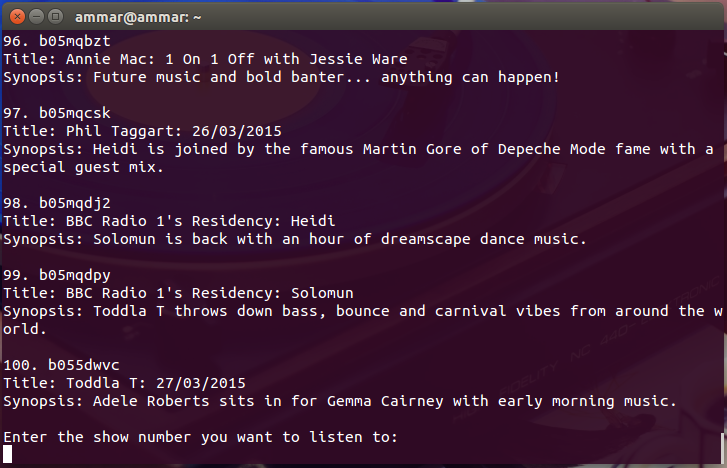 ammar@ammar: ~
96. b05mqbzt
Title: Annie Mac: 1 On 1 Off with Jessie Ware
Synopsis: Future music and bold banter... anything can happen!
97. b05mqcsk
Title: Phil Taggart: 26/03/2015
Synopsis: Heidi is joined by the famous Martin Gore of Depeche Mode fame with a
special guest mix.
98. b05mqdj2
Title: BBC Radio 1's Residency: Heidi
Synopsis: Solomun is back with an hour of dreamscape dance music.
99. b05mqdpy
Title: BBC Radio 1's Residency: Solomun
Synopsis: Toddla T throws down bass, bounce and carnival vibes from around the w
orld.
100. b055dwvc
Title: Toddla T: 27/03/2015
Synopsis: Adele Roberts sits in for Gemma Cairney with early morning music.
Enter the show number you want to listen to: